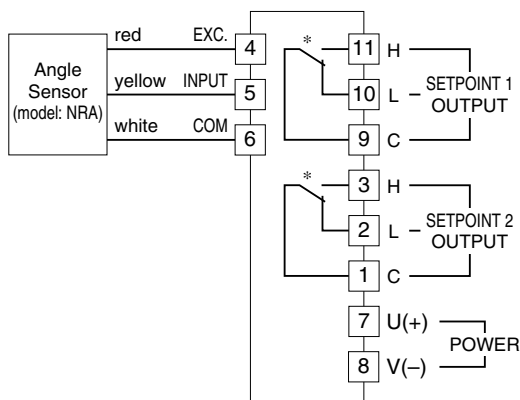 red EXC. 4
Angle
Sensor
(model: NRA)
yellow INPUT 5
white COM 6
* 11 H
10 L SETPOINT 1
OUTPUT
9 C
* 3 H
2 L SETPOINT 2
OUTPUT
1 C
7 U(+)
POWER
8 V(–)